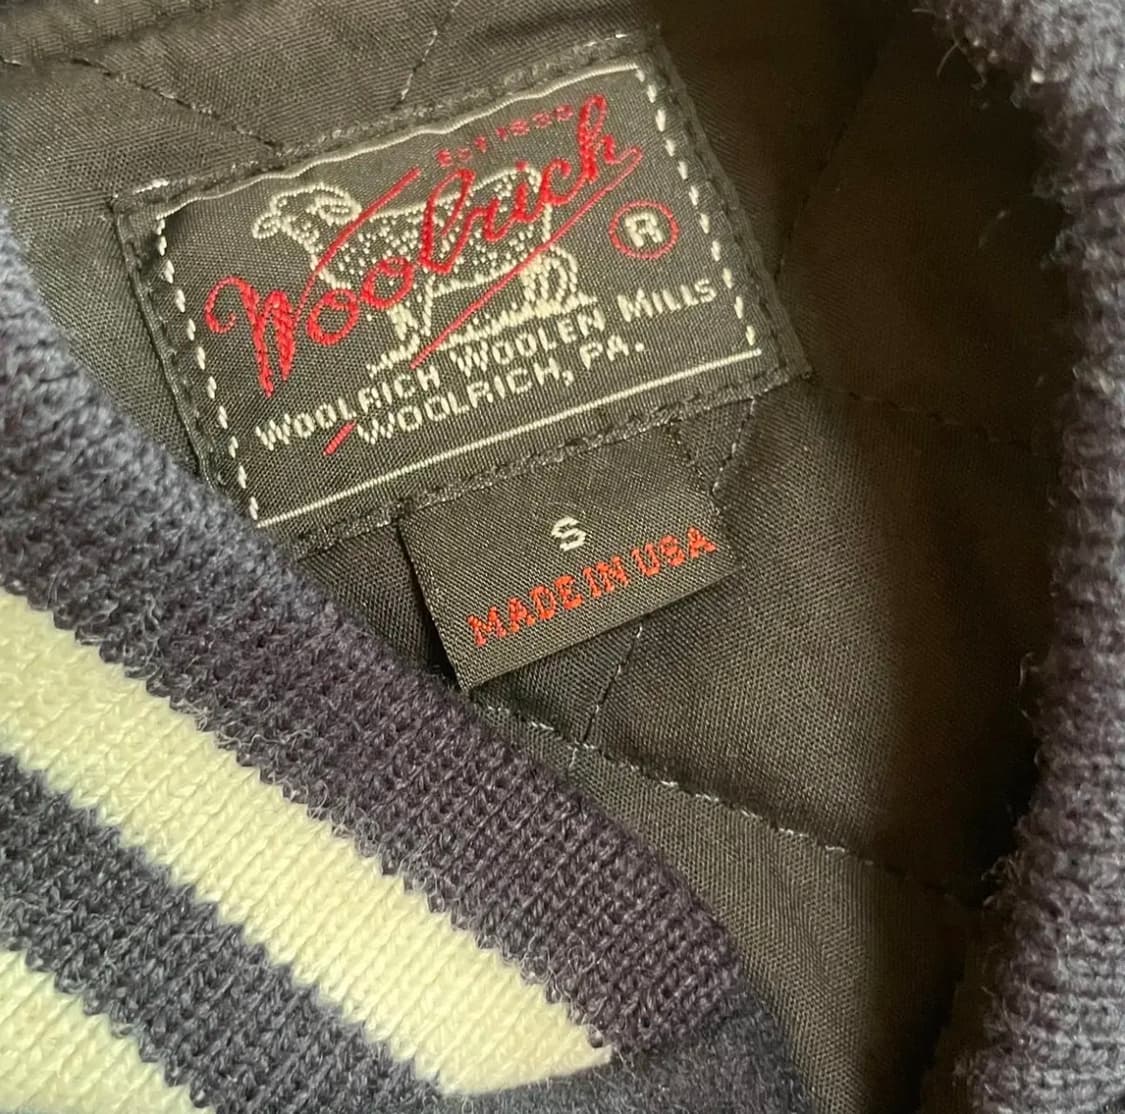 EST 1830
Woolrich
®
WOOLRICH WOOLEN MILLS
WOOLRICH, PA.
S
MADE IN USA